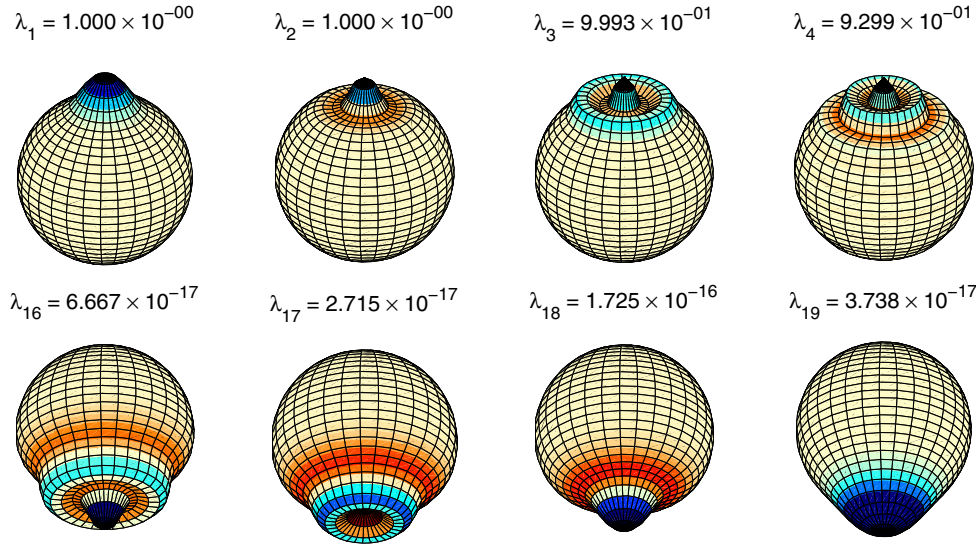 λ₁ = 1.000 × 10⁻⁰⁰
λ₂ = 1.000 × 10⁻⁰⁰
λ₃ = 9.993 × 10⁻⁰¹
λ₄ = 9.299 × 10⁻⁰¹
λ₁₆ = 6.667 × 10⁻¹⁷
λ₁₇ = 2.715 × 10⁻¹⁷
λ₁₈ = 1.725 × 10⁻¹⁶
λ₁₉ = 3.738 × 10⁻¹⁷